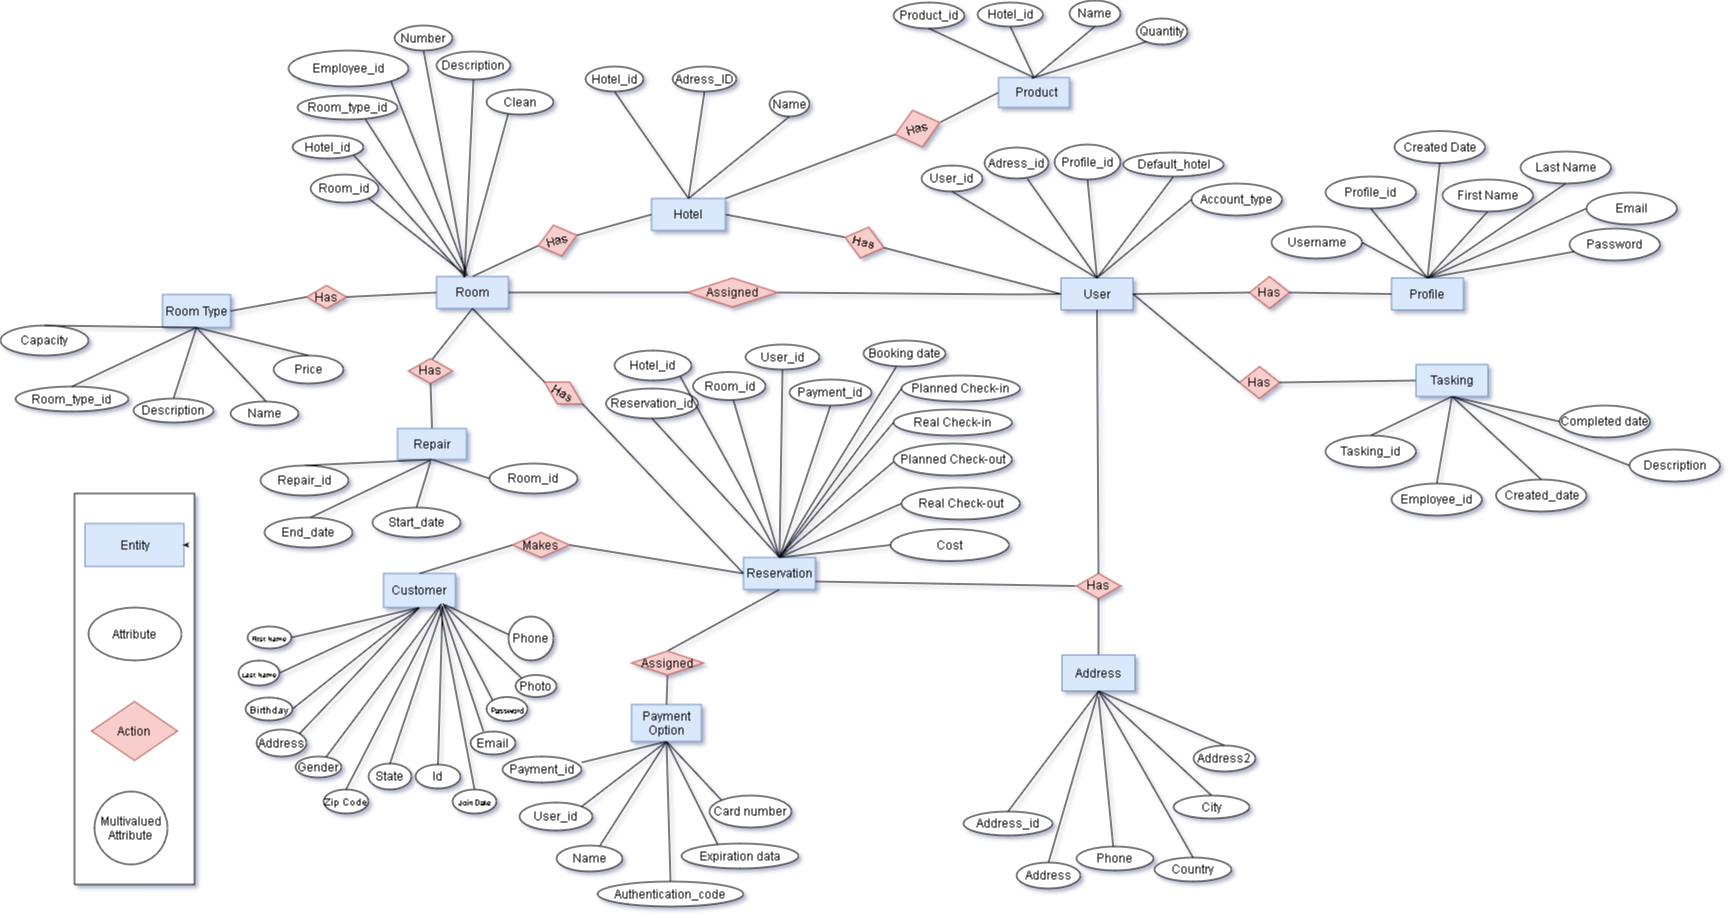 Product_id
Hotel_id
Name
Quantity
Product
Has
Number
Employee_id
Description
Room_type_id
Clean
Hotel_id
Room_id
Hotel_id
Adress_ID
Name
Hotel
Has
Has
User_id
Adress_id
Profile_id
Default_hotel
Account_type
Created Date
Last Name
Profile_id
First Name
Email
Username
Password
Room Type
Has
Room
Assigned
User
Has
Profile
Capacity
Price
Room_type_id
Description
Name
Has
Has
Hotel_id
User_id
Booking date
Room_id
Payment_id
Planned Check-in
Reservation_id
Real Check-in
Planned Check-out
Real Check-out
Cost
Has
Tasking
Completed date
Tasking_id
Description
Employee_id
Created_date
Repair
Repair_id
Room_id
End_date
Start_date
Makes
Reservation
Has
Entity
Attribute
Action
Multivalued
Attribute
Customer
First Name
Phone
Last Name
Photo
Birthday
Password
Address
Email
Gender
State
Id
Zip Code
Join Date
Assigned
Payment
Option
Payment_id
User_id
Card number
Name
Expiration data
Authentication_code
Address
Address2
City
Address_id
Phone
Country
Address